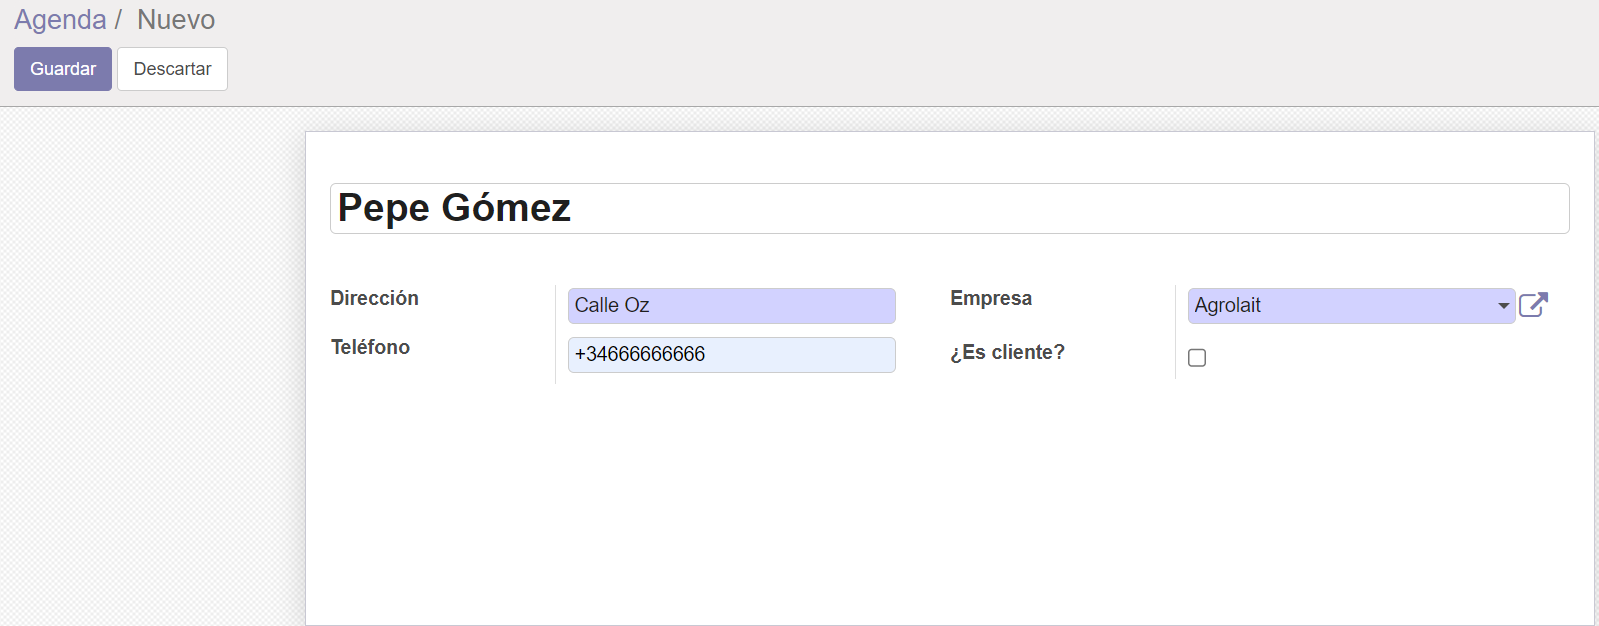 Agenda / Nuevo
Guardar Descartar
Pepe Gómez
Dirección Calle Oz
Teléfono +34666666666
Empresa Agrolait
¿Es cliente?